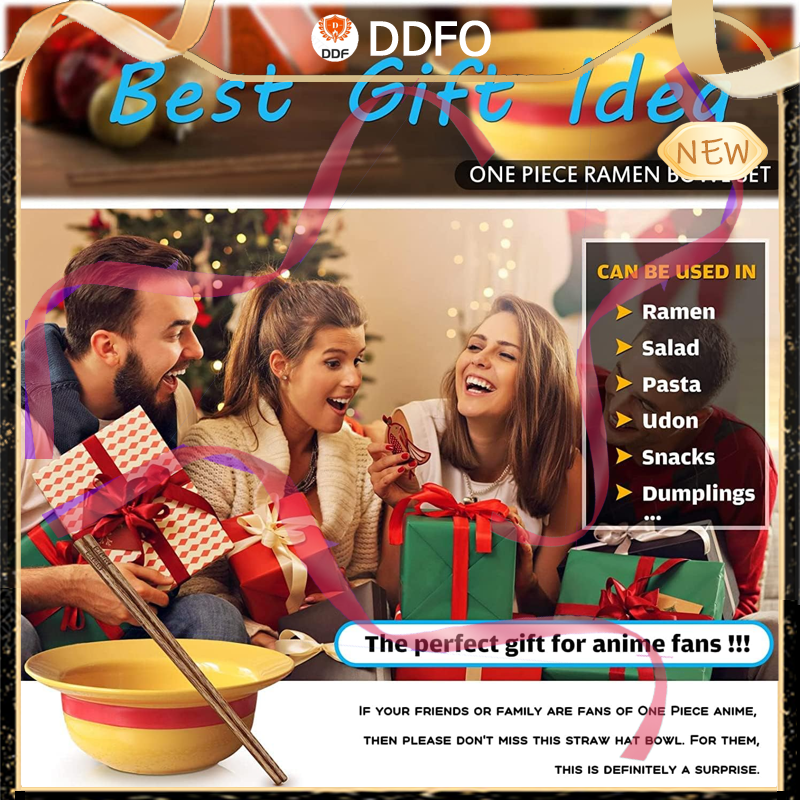 DDF
DDFO
Best Gift Idea
NEW
ONE PIECE RAMEN BOWL SET
CAN BE USED IN
Ramen
Salad
Pasta
Udon
Snacks
Dumplings
...
The perfect gift for anime fans !!!
IF YOUR FRIENDS OR FAMILY ARE FANS OF ONE PIECE ANIME,
THEN PLEASE DON'T MISS THIS STRAW HAT BOWL. FOR THEM,
THIS IS DEFINITELY A SURPRISE.